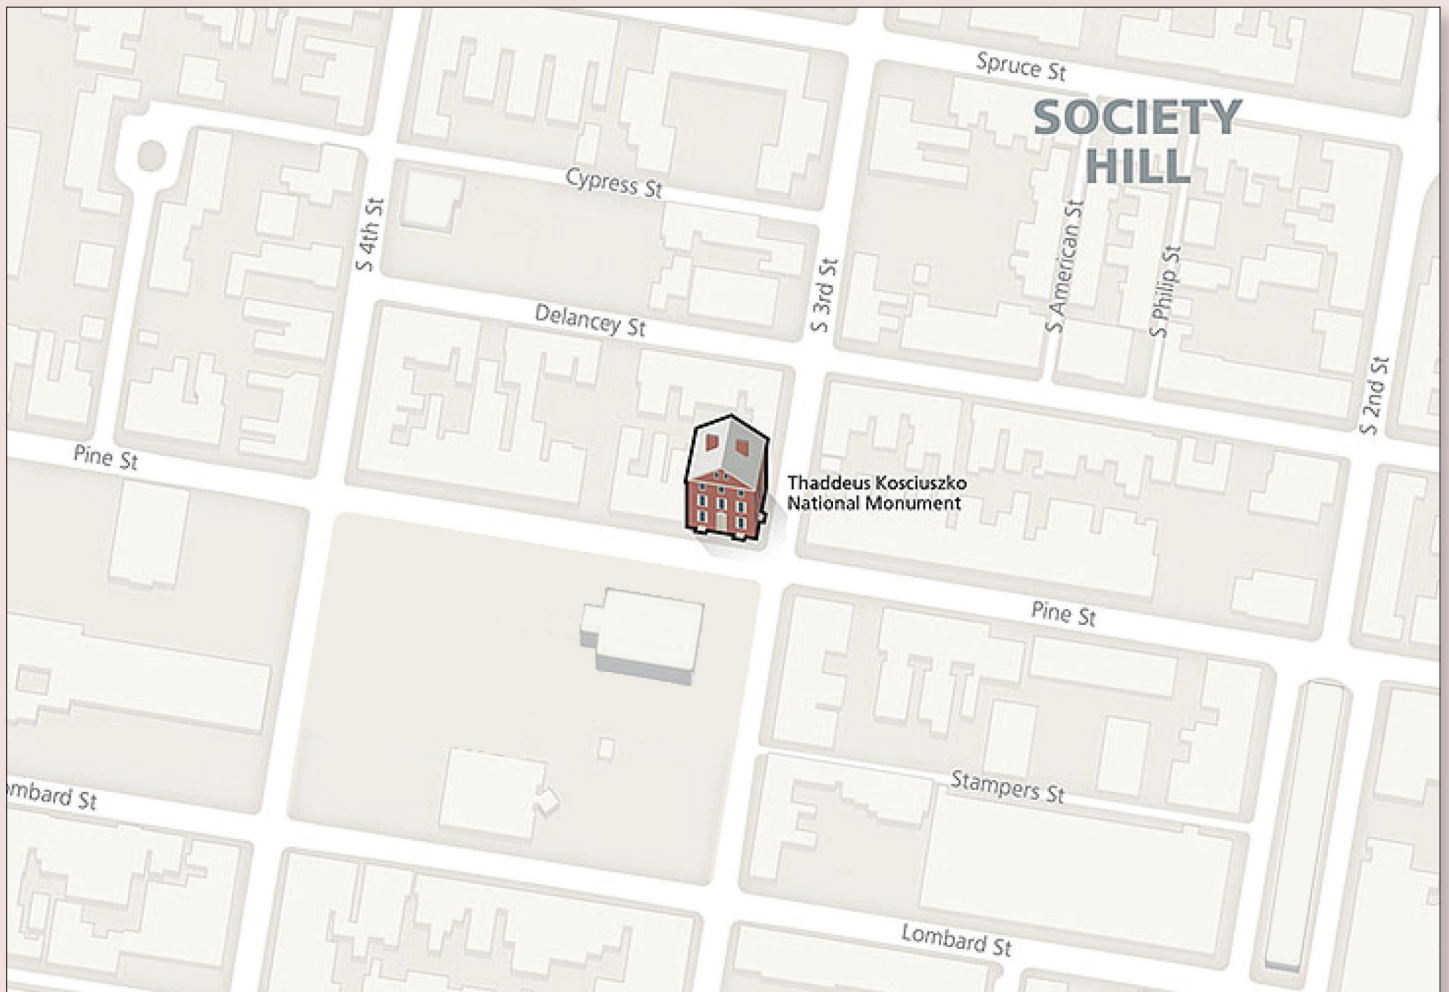 Spruce St
SOCIETY
HILL
Cypress St
S 4th St
S American St
S 3rd St
S Philip St
Delancey St
S 2nd St
Pine St
Thaddeus Kosciuszko
National Monument
Pine St
Stampers St
ombard St
Lombard St